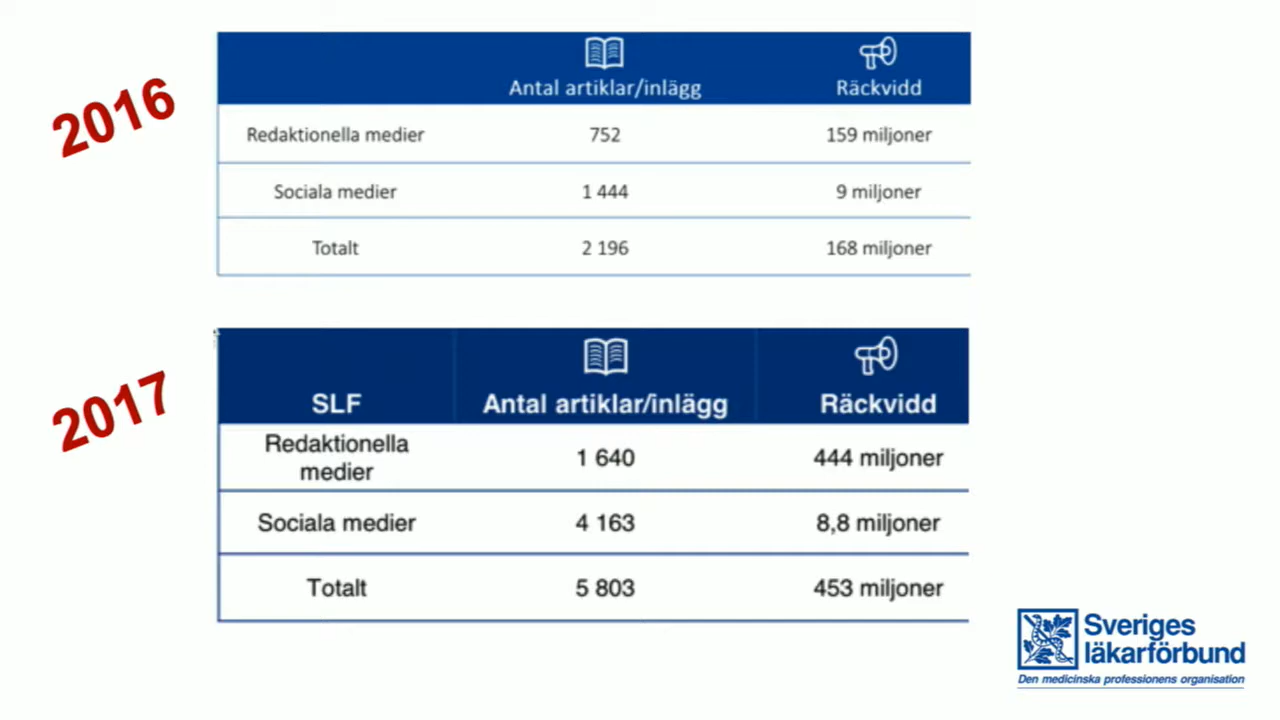 2016
Antal artiklar/inlägg Räckvidd
Redaktionella medier 752 159 miljoner
Sociala medier 1 444 9 miljoner
Totalt 2 196 168 miljoner
2017
SLF Antal artiklar/inlägg Räckvidd
Redaktionella
medier 1 640 444 miljoner
Sociala medier 4 163 8,8 miljoner
Totalt 5 803 453 miljoner
Sveriges
läkarförbund
Den medicinska professionens organisation